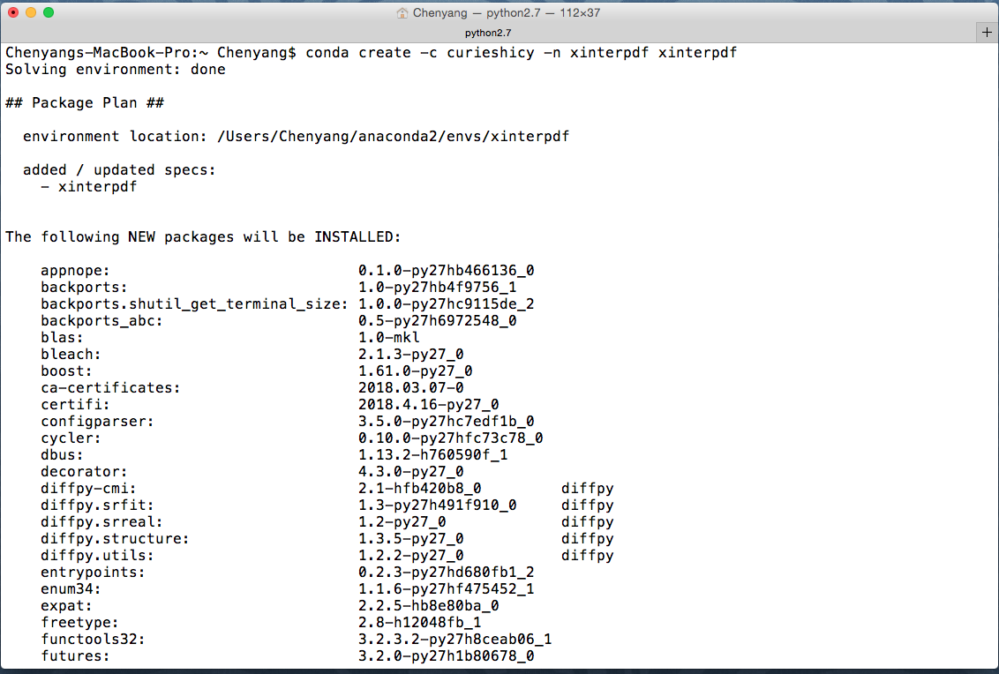 Chenyang — python2.7 — 112×37
python2.7
+
Chenyangs-MacBook-Pro:~ Chenyang$ conda create -c curieshicy -n xinterpdf xinterpdf
Solving environment: done
## Package Plan ##
environment location: /Users/Chenyang/anaconda2/envs/xinterpdf
added / updated specs:
- xinterpdf
The following NEW packages will be INSTALLED:
appnope: 0.1.0-py27hb466136_0
backports: 1.0-py27hb4f9756_1
backports.shutil_get_terminal_size: 1.0.0-py27hc9115de_2
backports_abc: 0.5-py27h6972548_0
blas: 1.0-mkl
bleach: 2.1.3-py27_0
boost: 1.61.0-py27_0
ca-certificates: 2018.03.07-0
certifi: 2018.4.16-py27_0
configparser: 3.5.0-py27hc7edf1b_0
cycler: 0.10.0-py27hfc73c78_0
dbus: 1.13.2-h760590f_1
decorator: 4.3.0-py27_0
diffpy-cmi: 2.1-hfb420b8_0 diffpy
diffpy.srfit: 1.3-py27h491f910_0 diffpy
diffpy.srreal: 1.2-py27_0 diffpy
diffpy.structure: 1.3.5-py27_0 diffpy
diffpy.utils: 1.2.2-py27_0 diffpy
entrypoints: 0.2.3-py27hd680fb1_2
enum34: 1.1.6-py27hf475452_1
expat: 2.2.5-hb8e80ba_0
freetype: 2.8-h12048fb_1
functools32: 3.2.3.2-py27h8ceab06_1
futures: 3.2.0-py27h1b80678_0